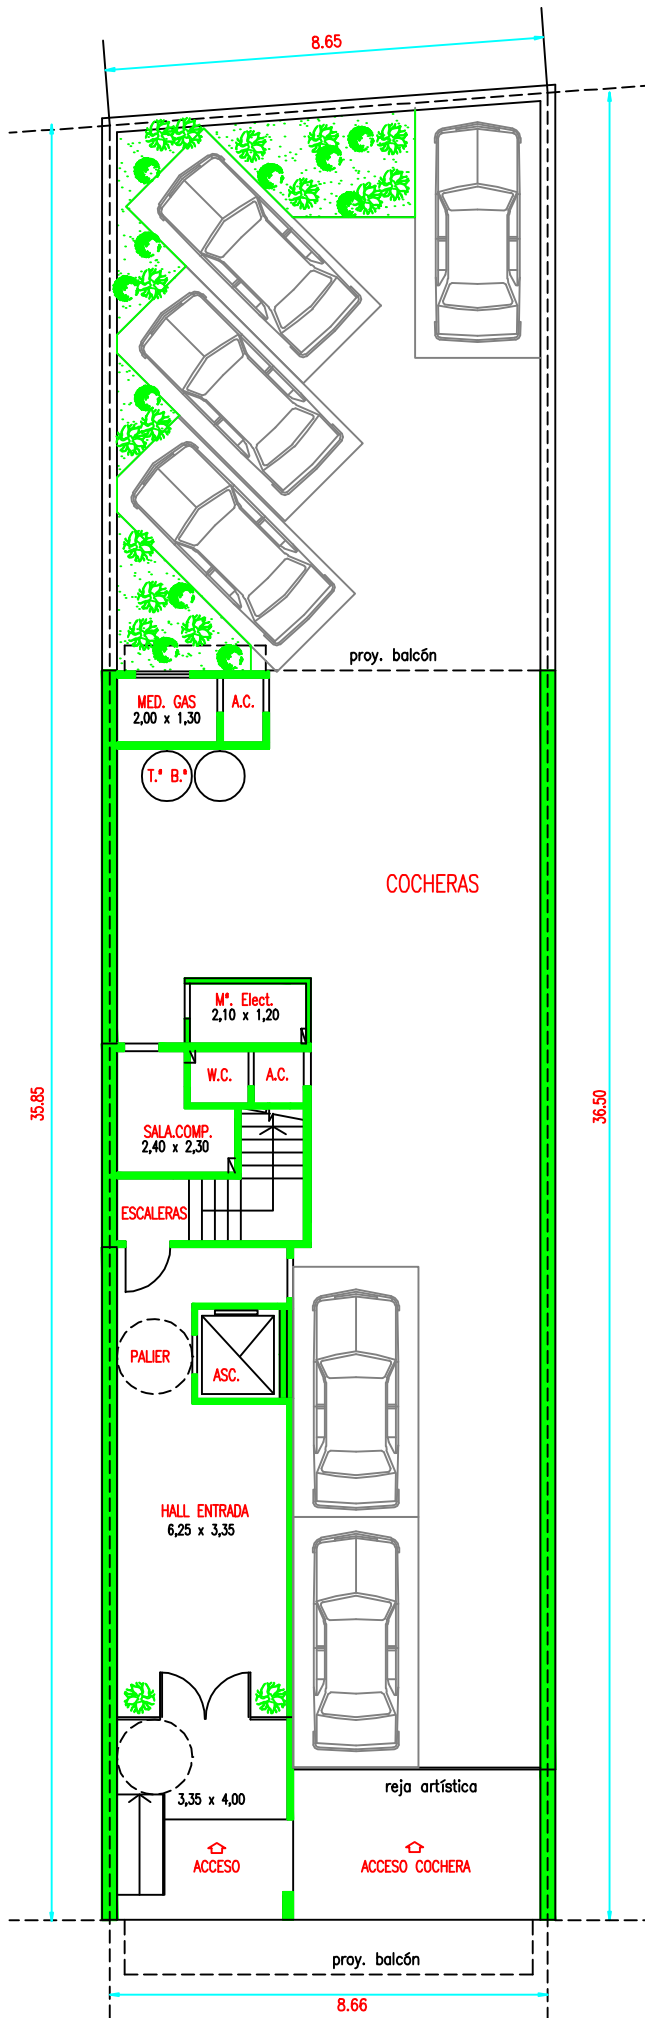 8.65
proy. balcón
MED. GAS
2,00 x 1,30
A.C.
T.ª B.ª
COCHERAS
Mº. Elect.
2,10 x 1,20
W.C.
A.C.
35.85
36.50
SALA.COMP.
2,40 x 2,30
ESCALERAS
PALIER
ASC.
HALL ENTRADA
6,25 x 3,35
reja artística
3,35 x 4,00
ACCESO
ACCESO COCHERA
proy. balcón
8.66